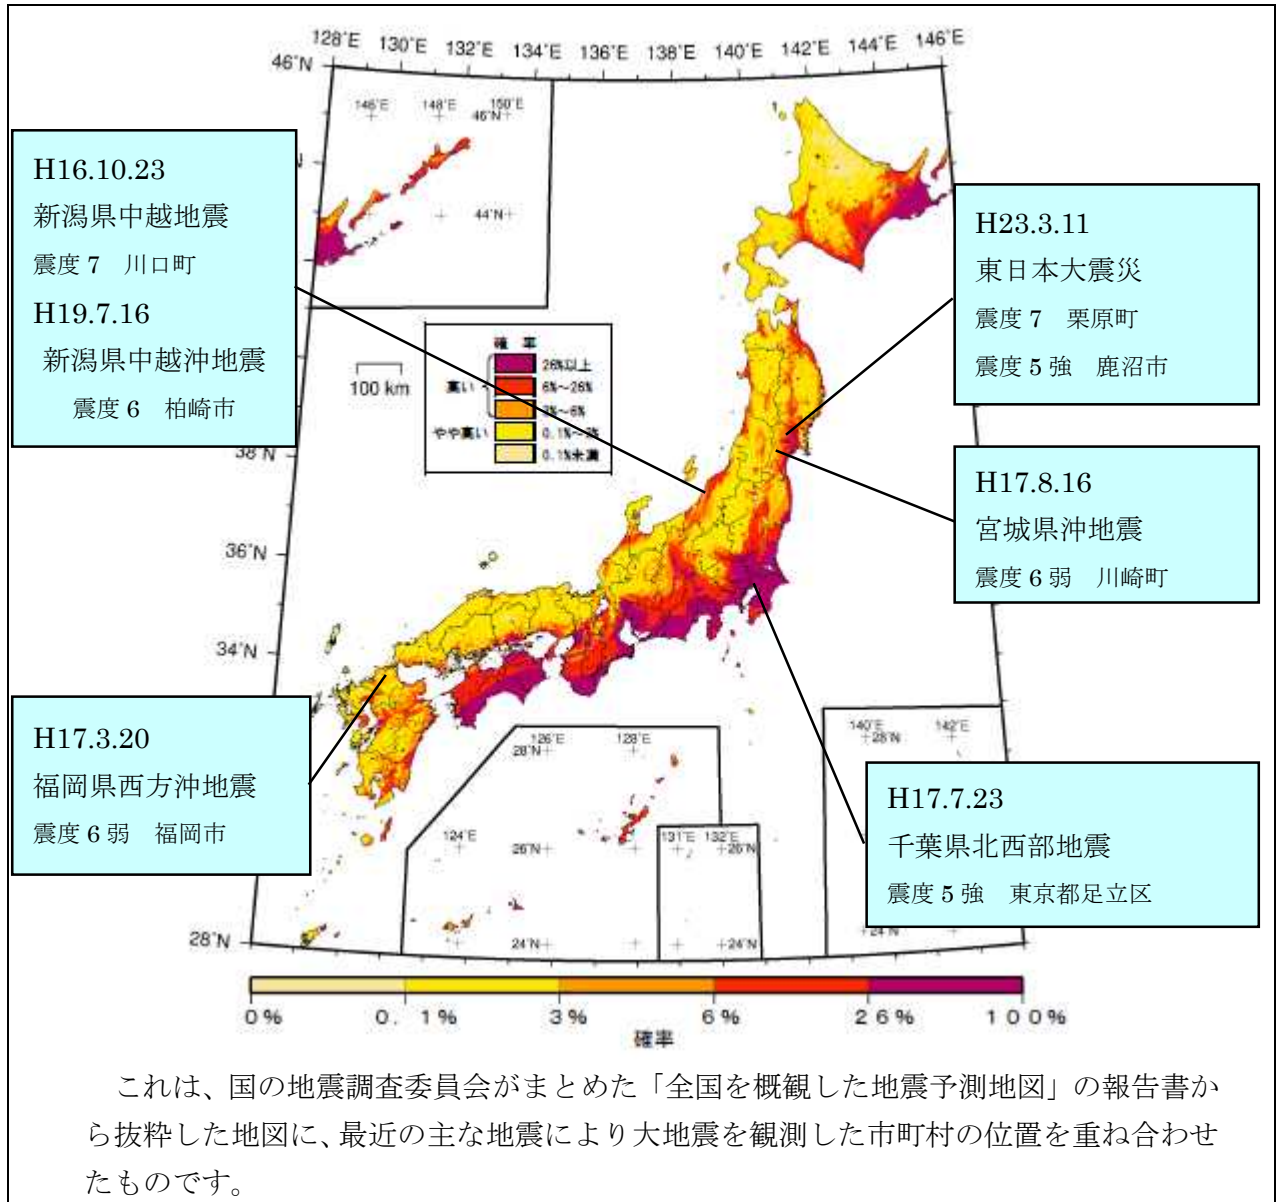 128°E 130°E 132°E 134°E 136°E 138°E 140°E 142°E 144°E 146°E
46°N
146°E 148°E 150°E
46°N
44°N
H16.10.23
新潟県中越地震
震度 7　川口町
H19.7.16
新潟県中越沖地震
震度 6　柏崎市
H23.3.11
東日本大震災
震度 7　栗原町
震度 5 強　鹿沼市
確 率
26%以上
高い 6%～26%
3%～6%
やや高い 0.1%～3%
0.1%未満
100 km
38°N
H17.8.16
宮城県沖地震
震度 6 弱　川崎町
36°N
34°N
H17.3.20
福岡県西方沖地震
震度 6 弱　福岡市
126°E 128°E
28°N
124°E
26°N
24°N
131°E 132°E
26°N
24°N
140°E 142°E
28°N
H17.7.23
千葉県北西部地震
震度 5 強　東京都足立区
24°N
28°N
0% 0.1% 3% 6% 26% 100%
確率
これは、国の地震調査委員会がまとめた「全国を概観した地震予測地図」の報告書か
ら抜粋した地図に、最近の主な地震により大地震を観測した市町村の位置を重ね合わせ
たものです。